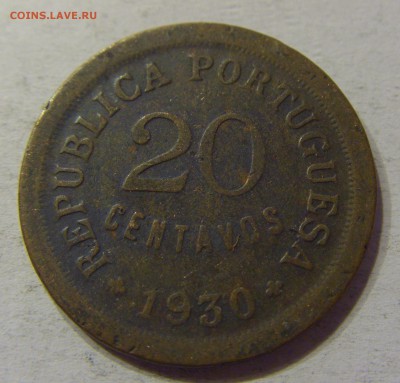 COINS.LAVE.RU
REPUBLICA PORTUGUESA
20
CENTAVOS
* 1930 *